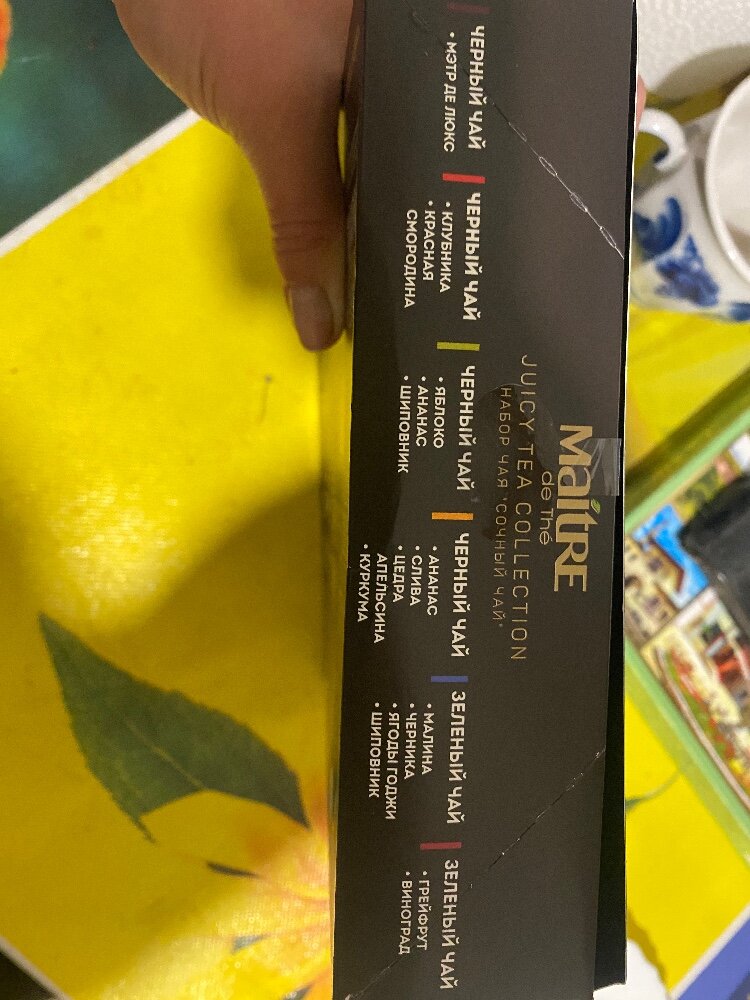 Maître
de Thé
JUICY TEA COLLECTION
НАБОР ЧАЯ "СОЧНЫЙ ЧАЙ"
ЧЕРНЫЙ ЧАЙ
• МЭТР ДЕ ЛЮКС
ЧЕРНЫЙ ЧАЙ
• КЛУБНИКА
• КРАСНАЯ
СМОРОДИНА
ЧЕРНЫЙ ЧАЙ
• ЯБЛОКО
• АНАНАС
• ШИПОВНИК
ЧЕРНЫЙ ЧАЙ
• АНАНАС
• СЛИВА
• ЦЕДРА
АПЕЛЬСИНА
• КУРКУМА
ЗЕЛЕНЫЙ ЧАЙ
• МАЛИНА
• ЧЕРНИКА
• ЯГОДЫ ГОДЖИ
• ШИПОВНИК
ЗЕЛЕНЫЙ ЧАЙ
• ГРЕЙФРУТ
• ВИНОГРАД